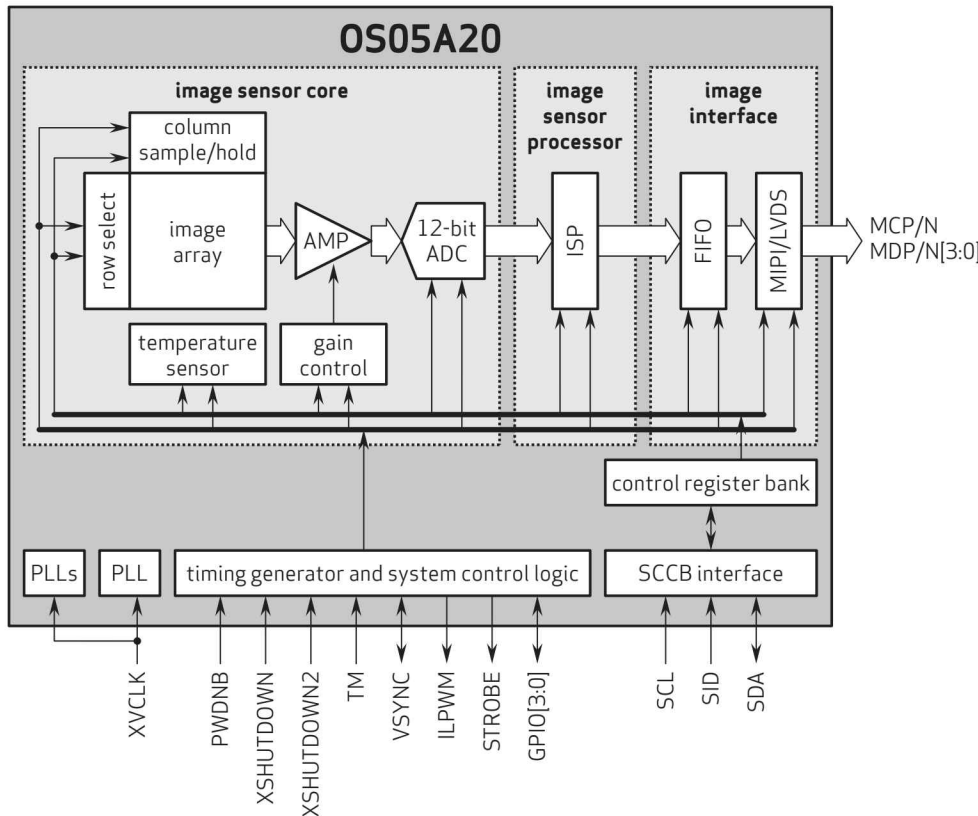 OS05A20
image sensor core
image
sensor
processor
image
interface
column
sample/hold
row select
image
array
AMP
12-bit
ADC
ISP
FIFO
MIPI/LVDS
MCP/N
MDP/N[3:0]
temperature
sensor
gain
control
control register bank
PLLs
PLL
timing generator and system control logic
SCCB interface
XVCLK
PWDNB
XSHUTDOWN
XSHUTDOWN2
TM
VSYNC
ILPWM
STROBE
GPIO[3:0]
SCL
SID
SDA